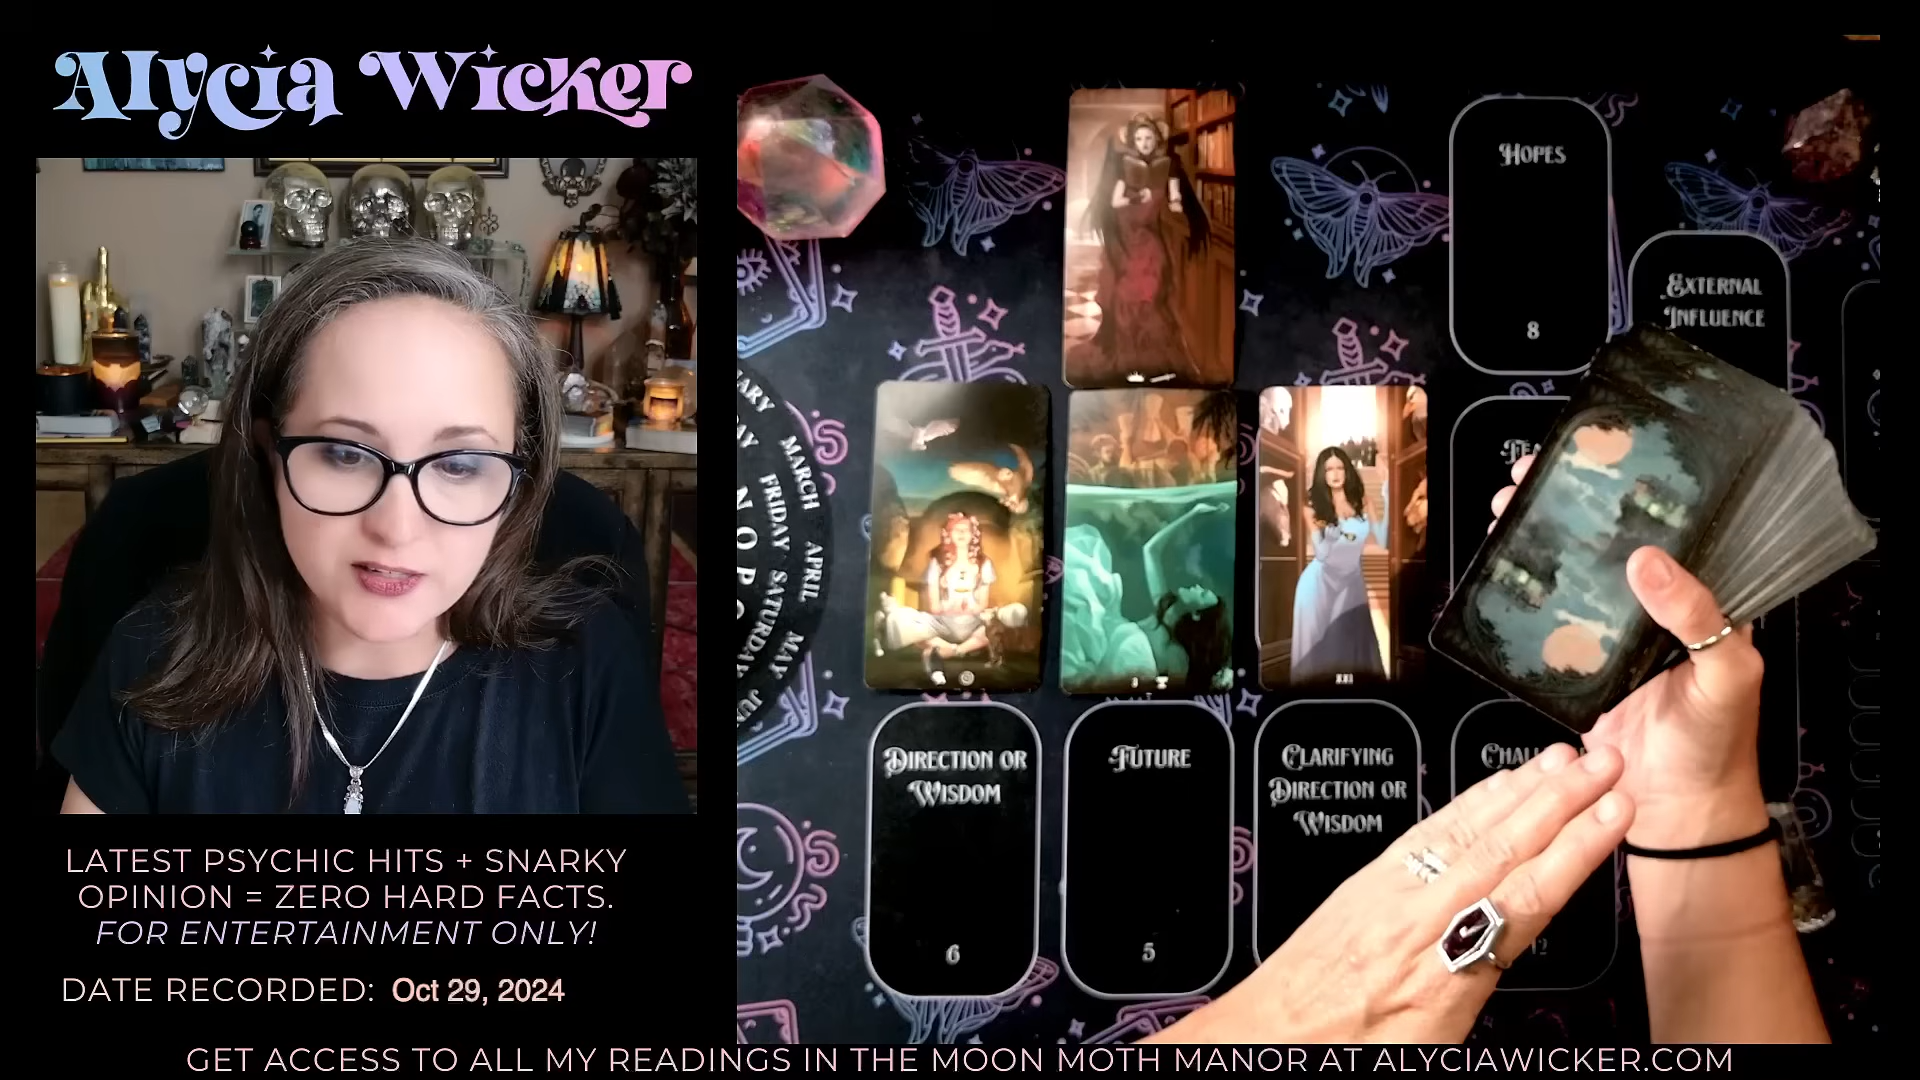 Alycia Wicker
LATEST PSYCHIC HITS + SNARKY
OPINION = ZERO HARD FACTS.
FOR ENTERTAINMENT ONLY!
DATE RECORDED: Oct 29, 2024
HOPES
8
EXTERNAL
INFLUENCE
MARCH
FRIDAY
APRIL
SATURDAY
MAY
XXI
DIRECTION OR
WISDOM
6
FUTURE
5
CLARIFYING
DIRECTION OR
WISDOM
12
GET ACCESS TO ALL MY READINGS IN THE MOON MOTH MANOR AT ALYCIAWICKER.COM